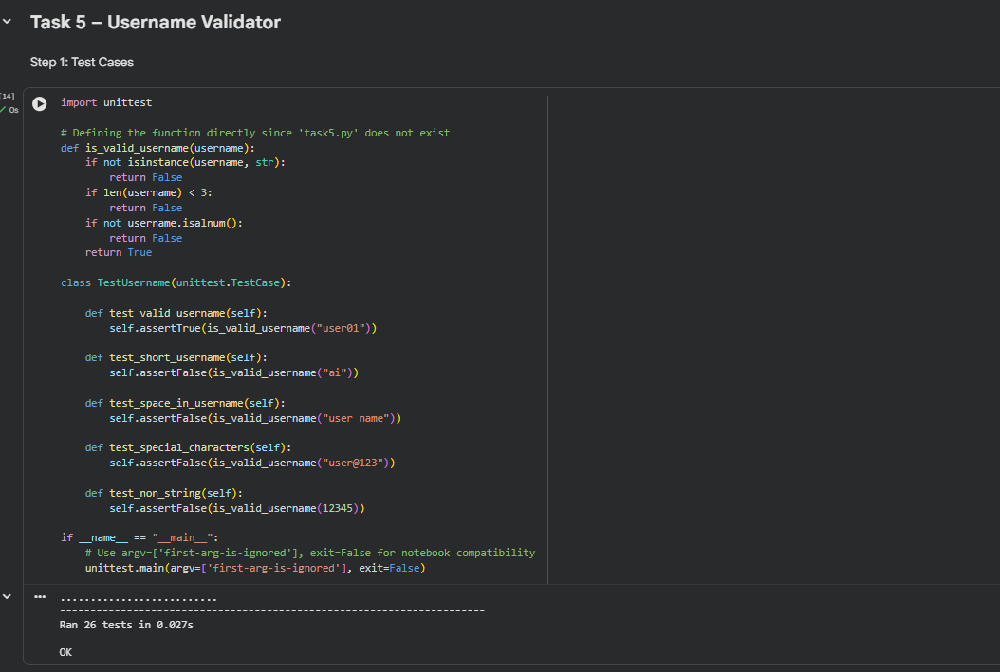 Task 5 – Username Validator
Step 1: Test Cases
[14]
0s
import unittest
# Defining the function directly since 'task5.py' does not exist
def is_valid_username(username):
    if not isinstance(username, str):
        return False
    if len(username) < 3:
        return False
    if not username.isalnum():
        return False
    return True
class TestUsername(unittest.TestCase):
    def test_valid_username(self):
        self.assertTrue(is_valid_username("user01"))
    def test_short_username(self):
        self.assertFalse(is_valid_username("ai"))
    def test_space_in_username(self):
        self.assertFalse(is_valid_username("user name"))
    def test_special_characters(self):
        self.assertFalse(is_valid_username("user@123"))
    def test_non_string(self):
        self.assertFalse(is_valid_username(12345))
if __name__ == "__main__":
    # Use argv=['first-arg-is-ignored'], exit=False for notebook compatibility
    unittest.main(argv=['first-arg-is-ignored'], exit=False)
..........................
----------------------------------------------------------------------
Ran 26 tests in 0.027s
OK